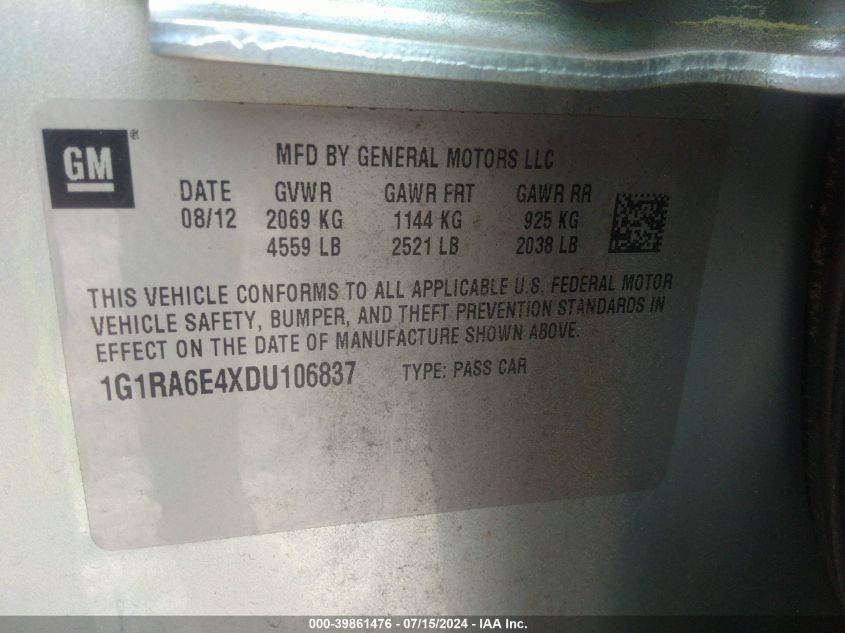 GM®
MFD BY GENERAL MOTORS LLC
DATE GVWR GAWR FRT GAWR RR
08/12 2069 KG 1144 KG 925 KG
4559 LB 2521 LB 2038 LB
THIS VEHICLE CONFORMS TO ALL APPLICABLE U.S. FEDERAL MOTOR
VEHICLE SAFETY, BUMPER, AND THEFT PREVENTION STANDARDS IN
EFFECT ON THE DATE OF MANUFACTURE SHOWN ABOVE.
1G1RA6E4XDU106837 TYPE: PASS CAR
000-39861476 - 07/15/2024 - IAA Inc.